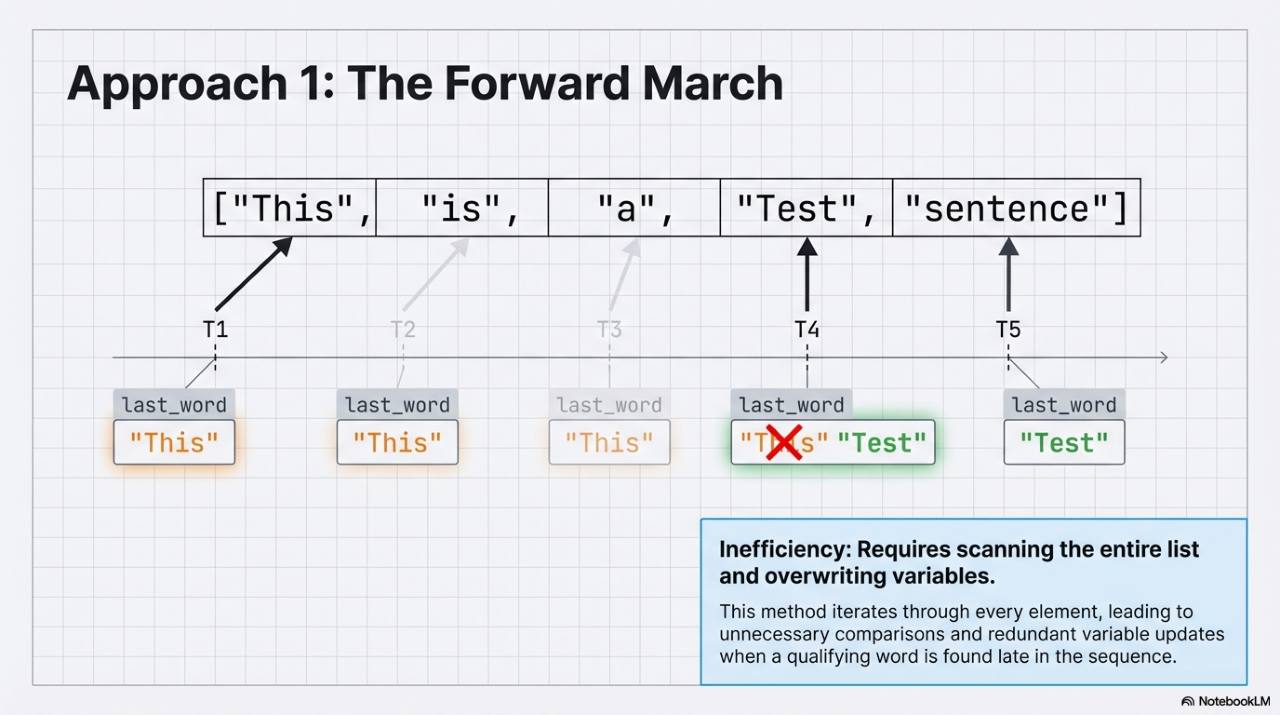 Approach 1: The Forward March
["This", "is", "a", "Test", "sentence"]
T1 T2 T3 T4 T5
last_word last_word last_word last_word last_word
"This" "This" "This" "This" "Test" "Test"
Inefficiency: Requires scanning the entire list
and overwriting variables.
This method iterates through every element, leading to
unnecessary comparisons and redundant variable updates
when a qualifying word is found late in the sequence.
NotebookLM